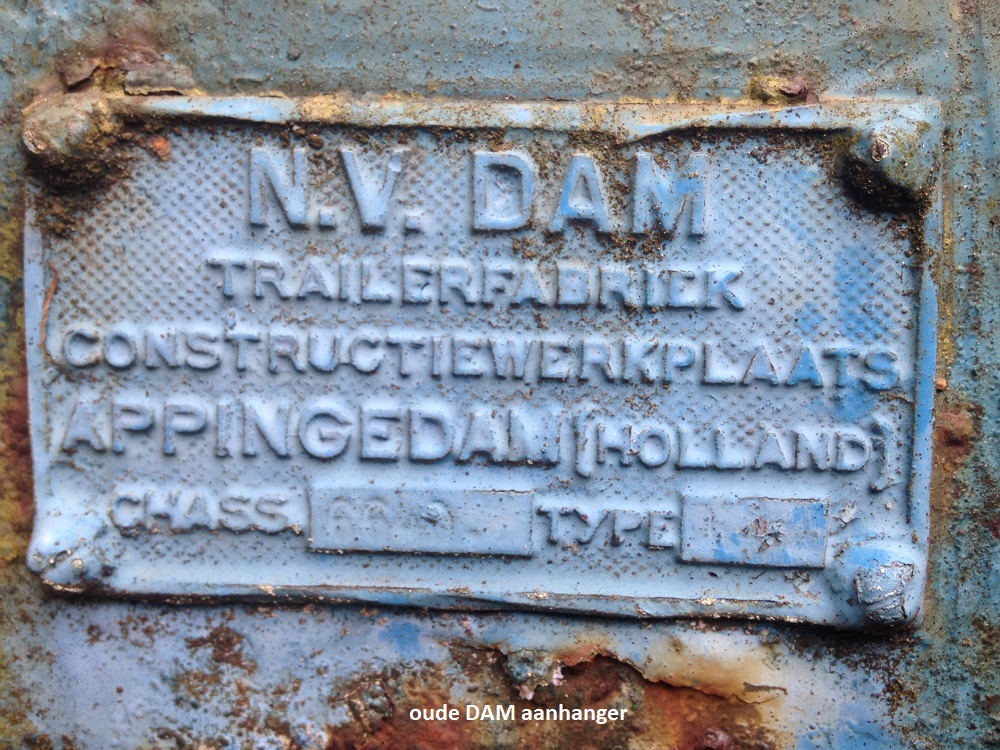 N.V. DAM
TRAILERFABRIEK
CONSTRUCTIEWERKPLAATS
APPINGEDAM (HOLLAND)
CHASS. TYPE
oude DAM aanhanger